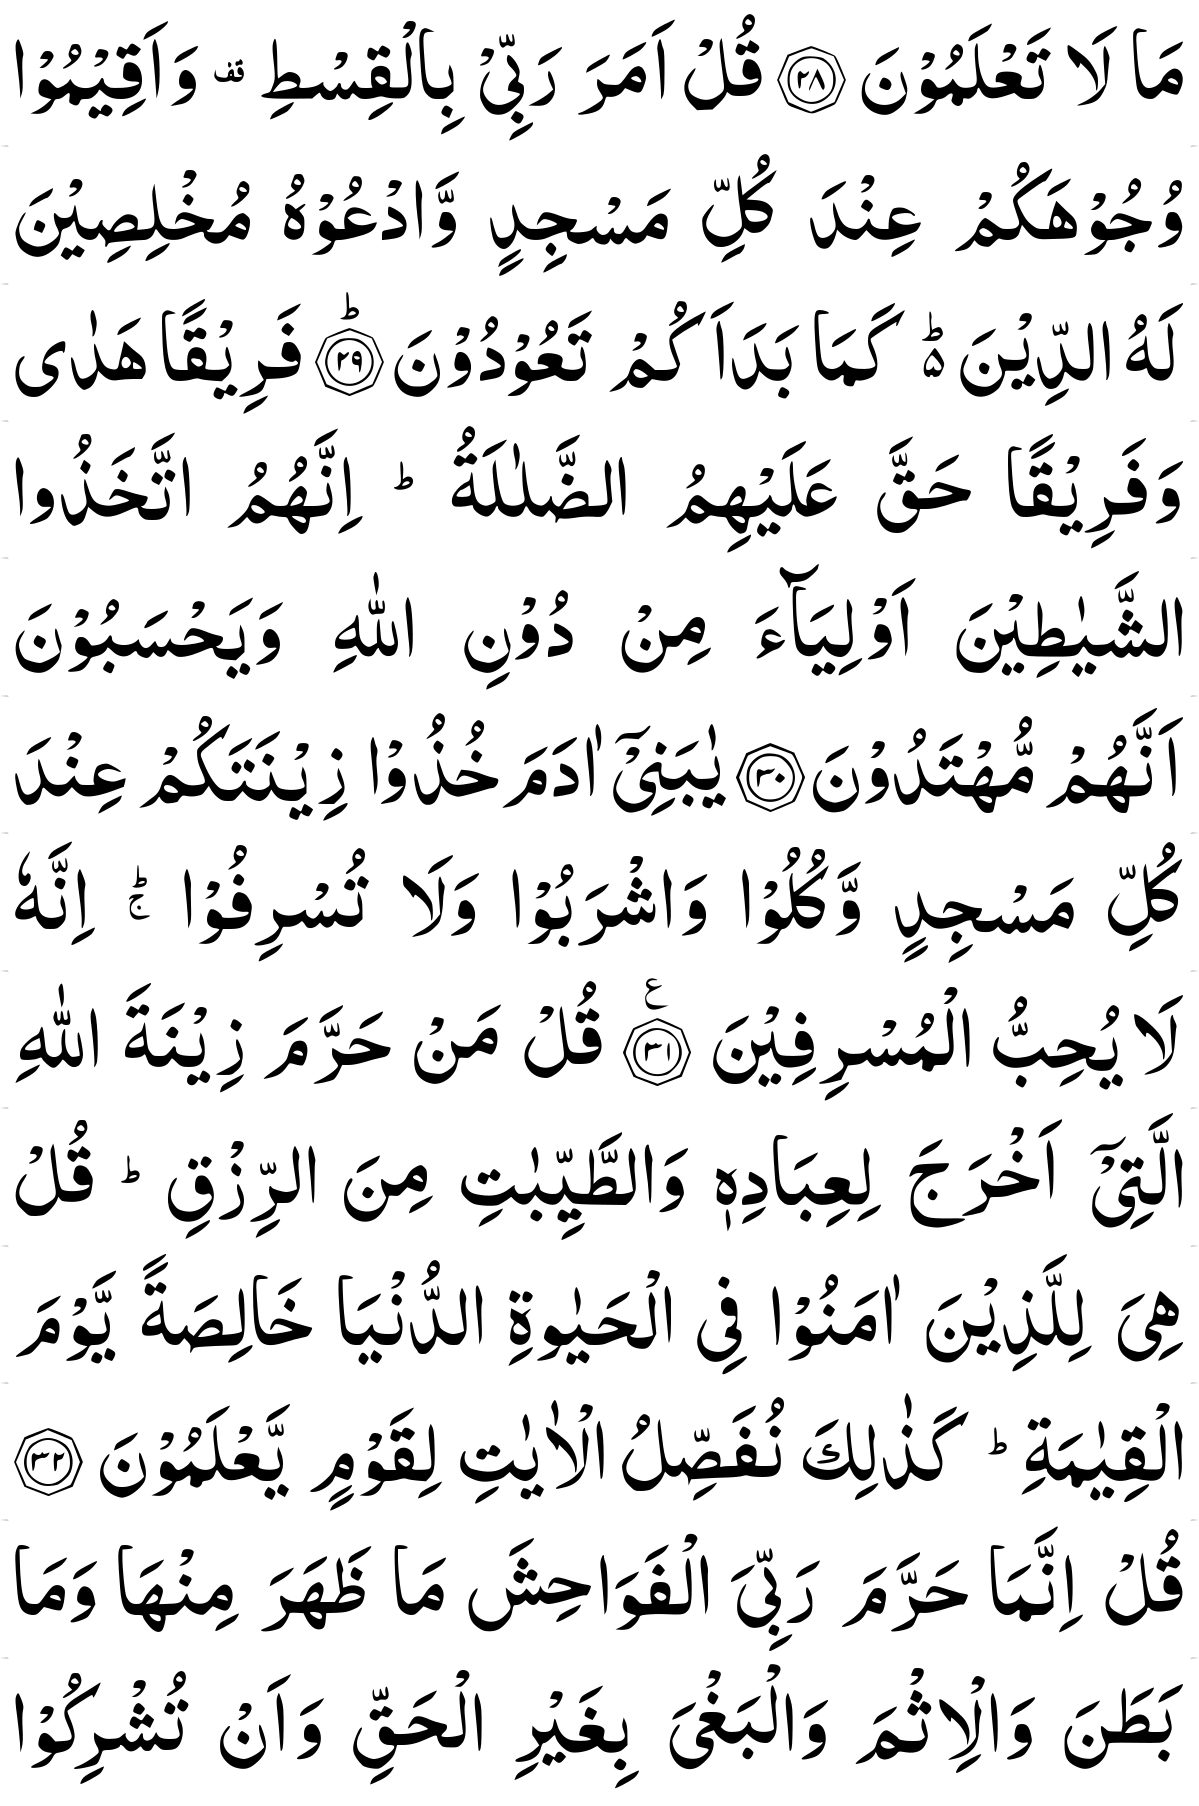 مَا لَا تَعْلَمُوْنَ ﴿۲۸﴾ قُلْ اَمَرَ رَبِّیْ بِالْقِسْطِ ۟ قف وَاَقِیْمُوْا
وُجُوْهَكُمْ عِنْدَ كُلِّ مَسْجِدٍ وَّادْعُوْهُ مُخْلِصِیْنَ
لَهُ الدِّیْنَ ؕ۬ كَمَا بَدَاَكُمْ تَعُوْدُوْنَ ﴿ؕ۲۹﴾ فَرِیْقًا هَدٰی
وَفَرِیْقًا حَقَّ عَلَیْهِمُ الضَّلٰلَةُ ؕ اِنَّهُمُ اتَّخَذُوا
الشَّیٰطِیْنَ اَوْلِیَآءَ مِنْ دُوْنِ اللّٰهِ وَیَحْسَبُوْنَ
اَنَّهُمْ مُّهْتَدُوْنَ ﴿۳۰﴾ یٰبَنِیْۤ اٰدَمَ خُذُوْا زِیْنَتَكُمْ عِنْدَ
كُلِّ مَسْجِدٍ وَّكُلُوْا وَاشْرَبُوْا وَلَا تُسْرِفُوْا ۚ اِنَّهٗ
لَا یُحِبُّ الْمُسْرِفِیْنَ ﴿۳۱﴾ ع قُلْ مَنْ حَرَّمَ زِیْنَةَ اللّٰهِ
الَّتِیْۤ اَخْرَجَ لِعِبَادِهٖ وَالطَّیِّبٰتِ مِنَ الرِّزْقِ ؕ قُلْ
هِیَ لِلَّذِیْنَ اٰمَنُوْا فِی الْحَیٰوةِ الدُّنْیَا خَالِصَةً یَّوْمَ
الْقِیٰمَةِ ؕ كَذٰلِكَ نُفَصِّلُ الْاٰیٰتِ لِقَوْمٍ یَّعْلَمُوْنَ ﴿۳۲﴾
قُلْ اِنَّمَا حَرَّمَ رَبِّیَ الْفَوَاحِشَ مَا ظَهَرَ مِنْهَا وَمَا
بَطَنَ وَالْاِثْمَ وَالْبَغْیَ بِغَیْرِ الْحَقِّ وَاَنْ تُشْرِكُوْا